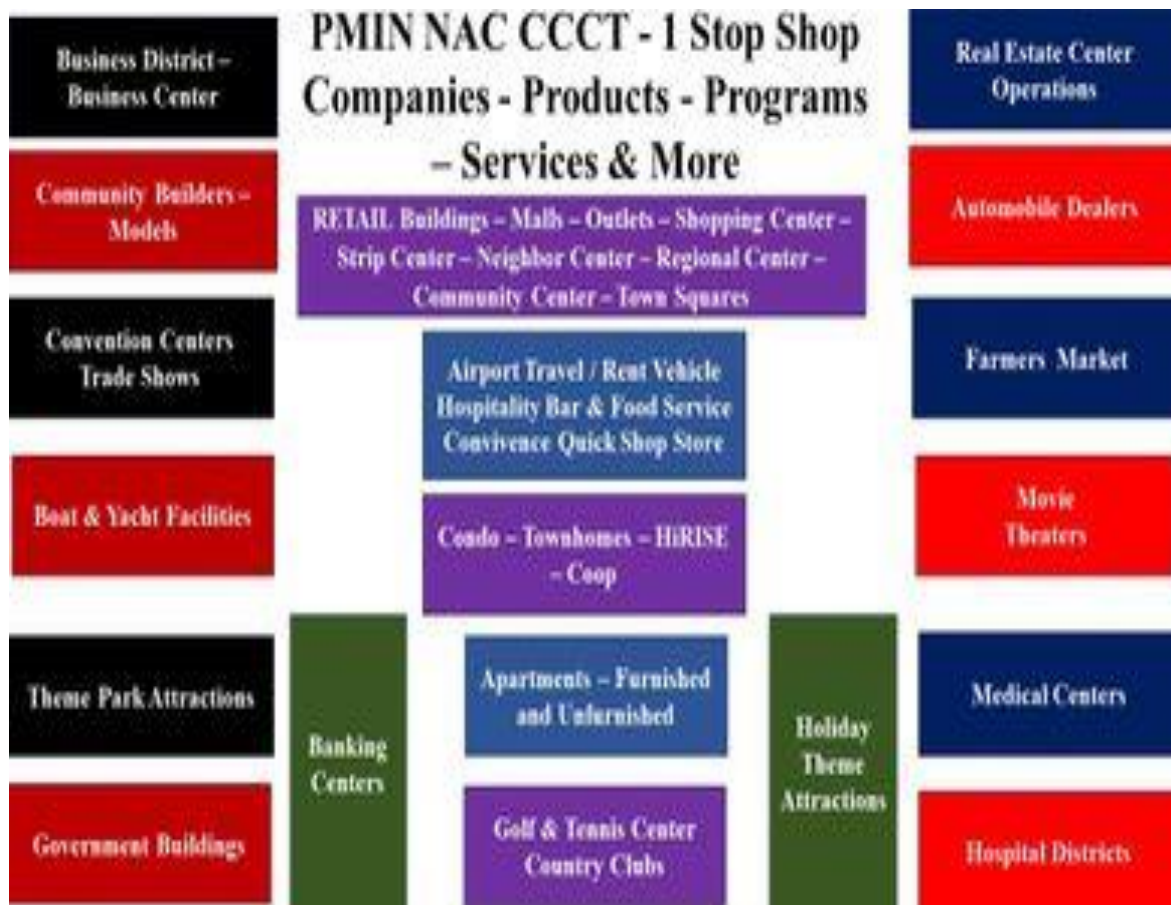 PMIN NAC CCCT - 1 Stop Shop
Companies - Products - Programs
– Services & More
Business District –
Business Center
Community Builders –
Models
Convention Centers
Trade Shows
Boat & Yacht Facilities
Theme Park Attractions
Government Buildings
RETAIL Buildings – Malls – Outlets – Shopping Center –
Strip Center – Neighbor Center – Regional Center –
Community Center – Town Squares
Airport Travel / Rent Vehicle
Hospitality Bar & Food Service
Convivence Quick Shop Store
Condo – Townhomes – HiRISE
– Coop
Banking
Centers
Apartments – Furnished
and Unfurnished
Golf & Tennis Center
Country Clubs
Holiday
Theme
Attractions
Real Estate Center
Operations
Automobile Dealers
Farmers Market
Movie
Theaters
Medical Centers
Hospital Districts